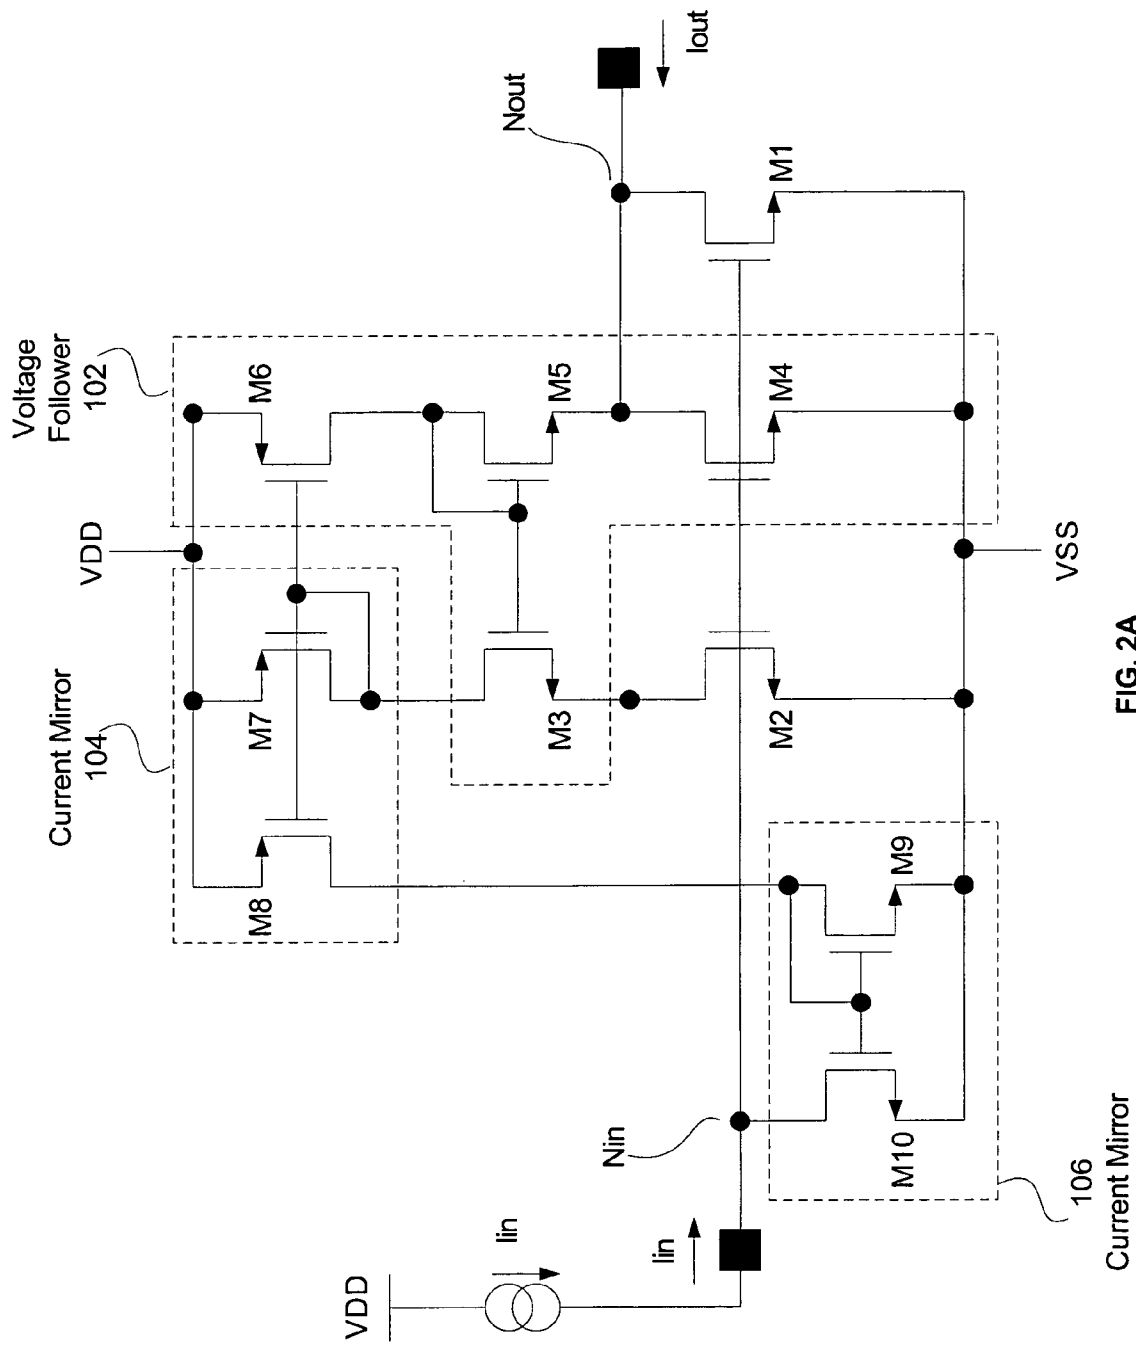 Voltage
Follower
102
VDD
Current Mirror
104
M6
M7
M8
M5
M3
Nout
Iout
M4
M2
M1
M9
M10
Nin
VSS
VDD
Iin
Iin
106
Current Mirror
FIG. 2A